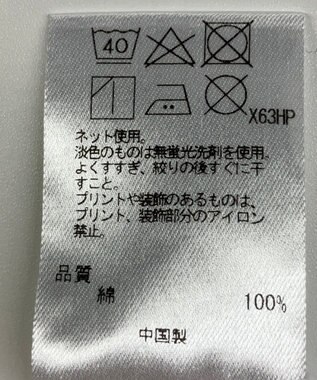 40
X63HP
ネット使用。
淡色のものは無蛍光洗剤を使用。
よくすすぎ、絞りの後すぐに干
すこと。
プリントや装飾のあるものは、
プリント、装飾部分のアイロン
禁止。
品質
綿 100%
中国製